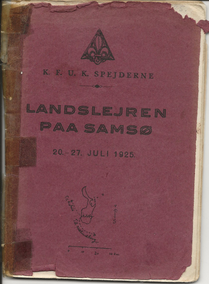 K. F. U. K. SPEJDERNE
LANDSLEJREN
PAA SAMSØ
20.-27. JULI 1925